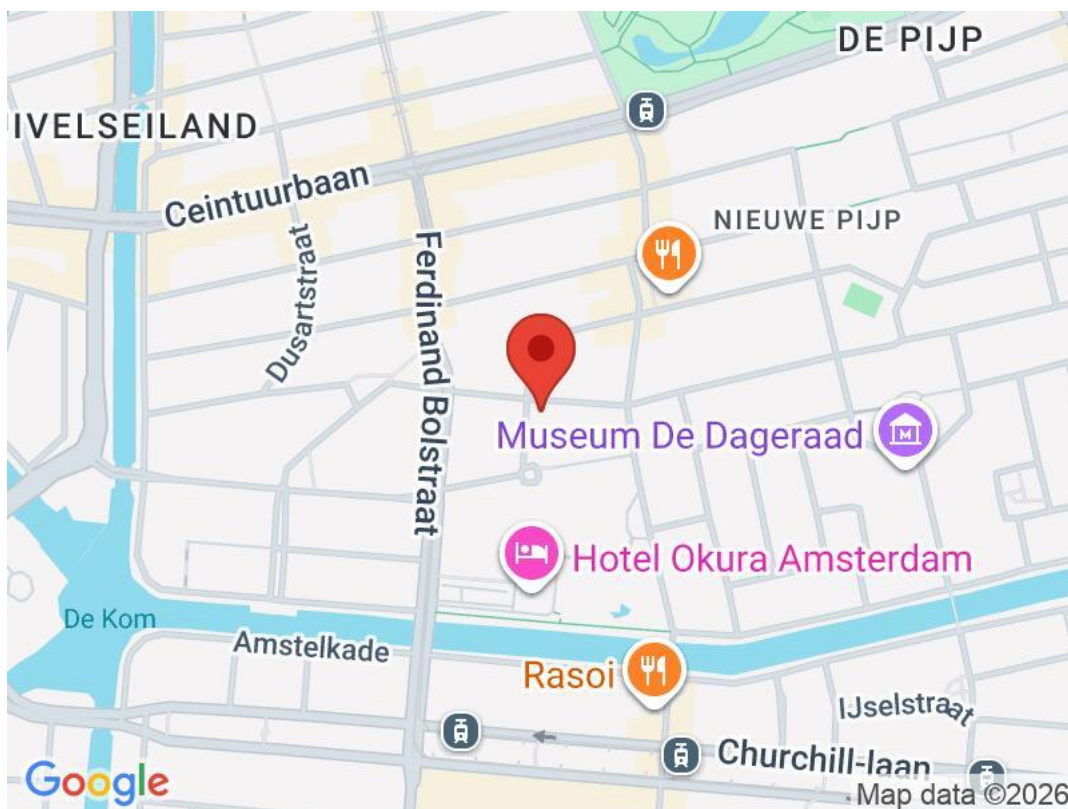 DE PIJP
IVELSEILAND
Ceintuurbaan
NIEUWE PIJP
Dusartstraat
Ferdinand Bolstraat
Museum De Dageraad
M
Hotel Okura Amsterdam
De Kom
Amstelkade
Rasoi
IJselstraat
Churchill-laan
Google
Map data ©2026